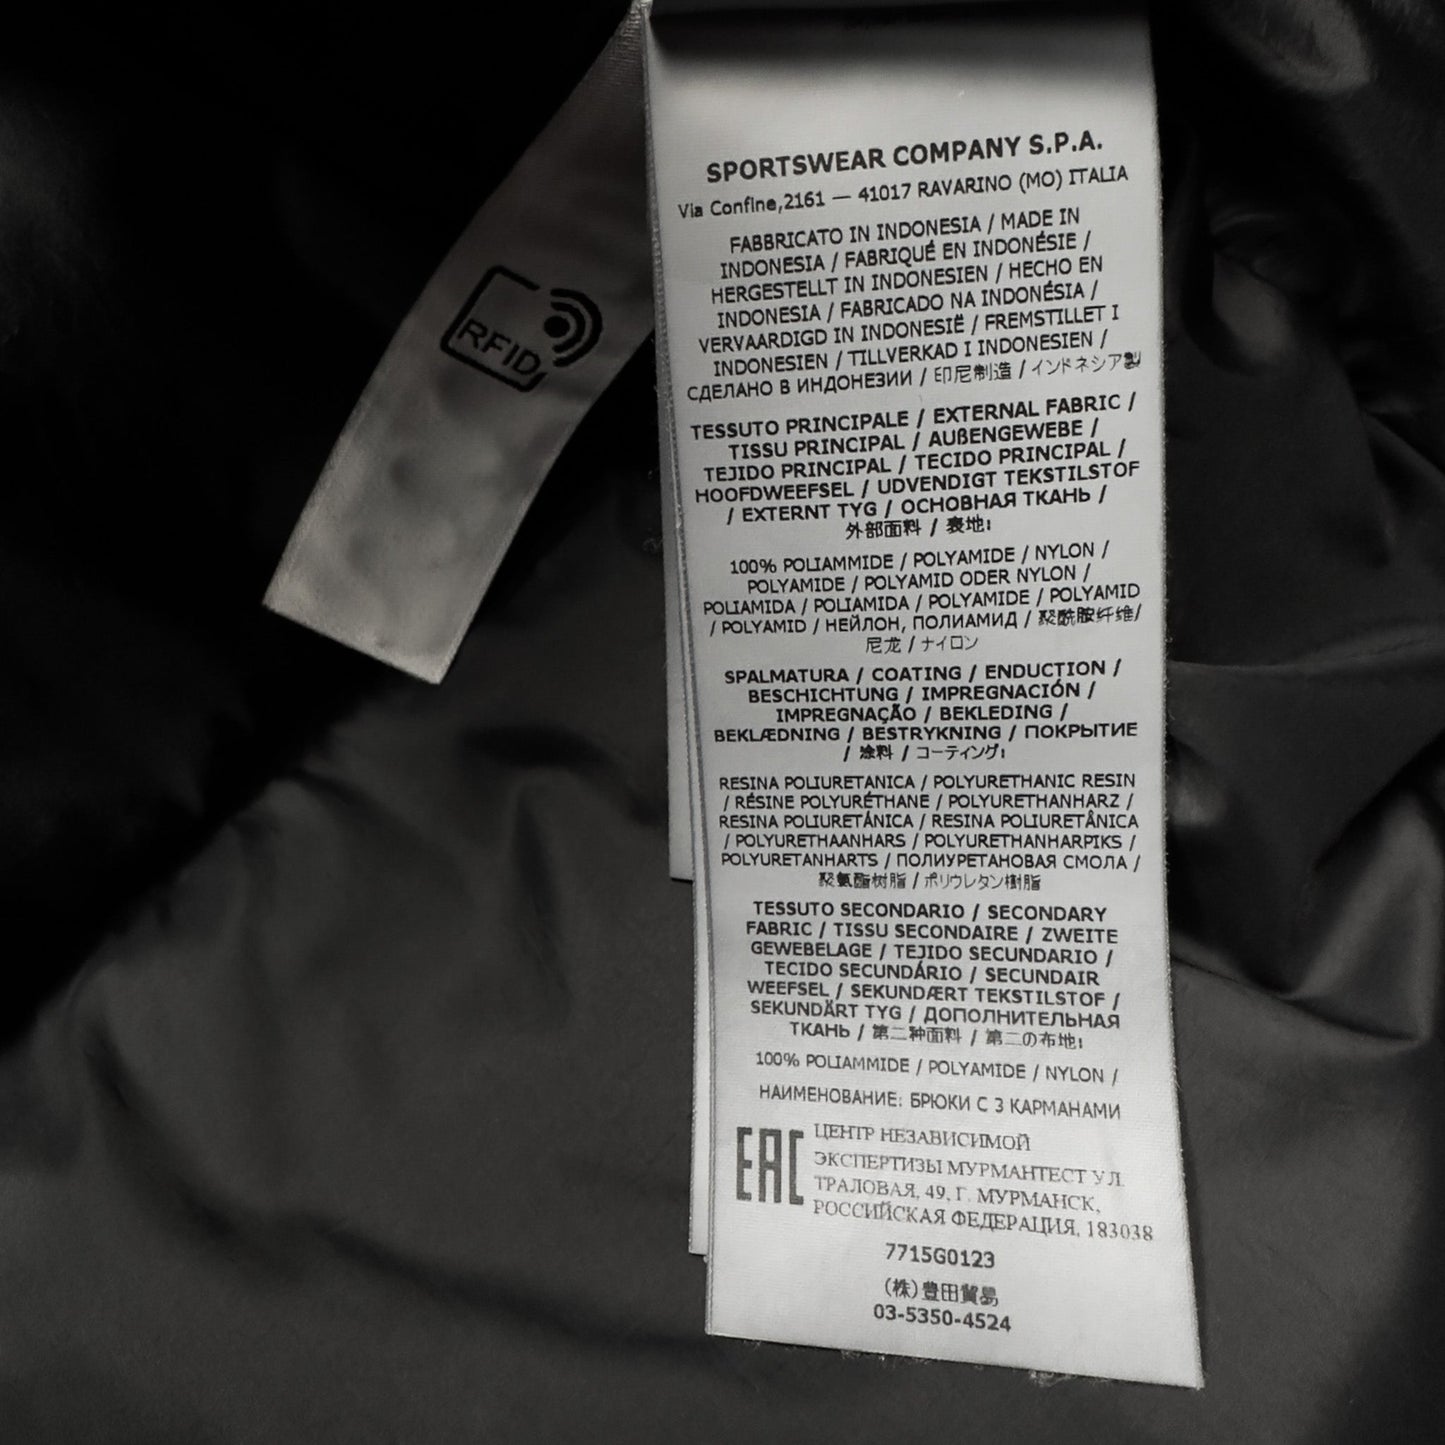 RFID
SPORTSWEAR COMPANY S.P.A.
Via Confine,2161 — 41017 RAVARINO (MO) ITALIA
FABBRICATO IN INDONESIA / MADE IN
INDONESIA / FABRIQUÉ EN INDONÉSIE /
HERGESTELLT IN INDONESIEN / HECHO EN
INDONESIA / FABRICADO NA INDONÉSIA /
VERVAARDIGD IN INDONESIË / FREMSTILLET I
INDONESIEN / TILLVERKAD I INDONESIEN /
СДЕЛАНО В ИНДОНЕЗИИ / 印尼制造 / インドネシア製
TESSUTO PRINCIPALE / EXTERNAL FABRIC /
TISSU PRINCIPAL / AUßENGEWEBE /
TEJIDO PRINCIPAL / TECIDO PRINCIPAL /
HOOFDWEEFSEL / UDVENDIGT TEKSTILSTOF
/ EXTERNT TYG / ОСНОВНАЯ ТКАНЬ /
外部面料 / 表地:
100% POLIAMMIDE / POLYAMIDE / NYLON /
POLYAMIDE / POLYAMID ODER NYLON /
POLIAMIDA / POLIAMIDA / POLYAMIDE / POLYAMID
/ POLYAMID / НЕЙЛОН, ПОЛИАМИД / 聚酰胺纤维/
尼龙 / ナイロン
SPALMATURA / COATING / ENDUCTION /
BESCHICHTUNG / IMPREGNACIÓN /
IMPREGNAÇÃO / BEKLEDING /
BEKLÆDNING / BESTRYKNING / ПОКРЫТИЕ
/ 涂料 / コーティング:
RESINA POLIURETANICA / POLYURETHANIC RESIN
/ RÉSINE POLYURÉTHANE / POLYURETHANHARZ /
RESINA POLIURETÁNICA / RESINA POLIURETÂNICA
/ POLYURETHAANHARS / POLYURETHANHARPIKS /
POLYURETANHARTS / ПОЛИУРЕТАНОВАЯ СМОЛА /
聚氨酯树脂 / ポリウレタン樹脂
TESSUTO SECONDARIO / SECONDARY
FABRIC / TISSU SECONDAIRE / ZWEITE
GEWEBELAGE / TEJIDO SECUNDARIO /
TECIDO SECUNDÁRIO / SECUNDAIR
WEEFSEL / SEKUNDÆRT TEKSTILSTOF /
SEKUNDÄRT TYG / ДОПОЛНИТЕЛЬНАЯ
ТКАНЬ / 第二种面料 / 第二の布地:
100% POLIAMMIDE / POLYAMIDE / NYLON /
НАИМЕНОВАНИЕ: БРЮКИ С 3 КАРМАНАМИ
EAC
ЦЕНТР НЕЗАВИСИМОЙ
ЭКСПЕРТИЗЫ МУРМАНТЕСТ УЛ.
ТРАЛОВАЯ, 49, Г. МУРМАНСК,
РОССИЙСКАЯ ФЕДЕРАЦИЯ, 183038
7715G0123
(株)豊田貿易
03-5350-4524